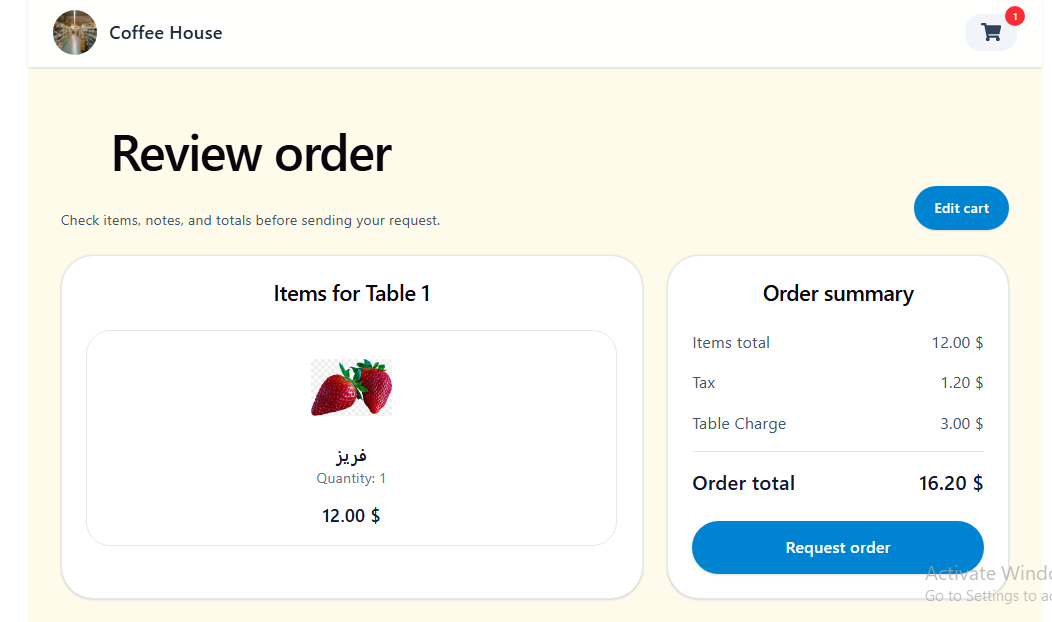 Coffee House
1
Review order
Check items, notes, and totals before sending your request.
Edit cart
Items for Table 1
فريز
Quantity: 1
12.00 $
Order summary
Items total 12.00 $
Tax 1.20 $
Table Charge 3.00 $
Order total 16.20 $
Request order
Activate Windo
Go to Settings to ac